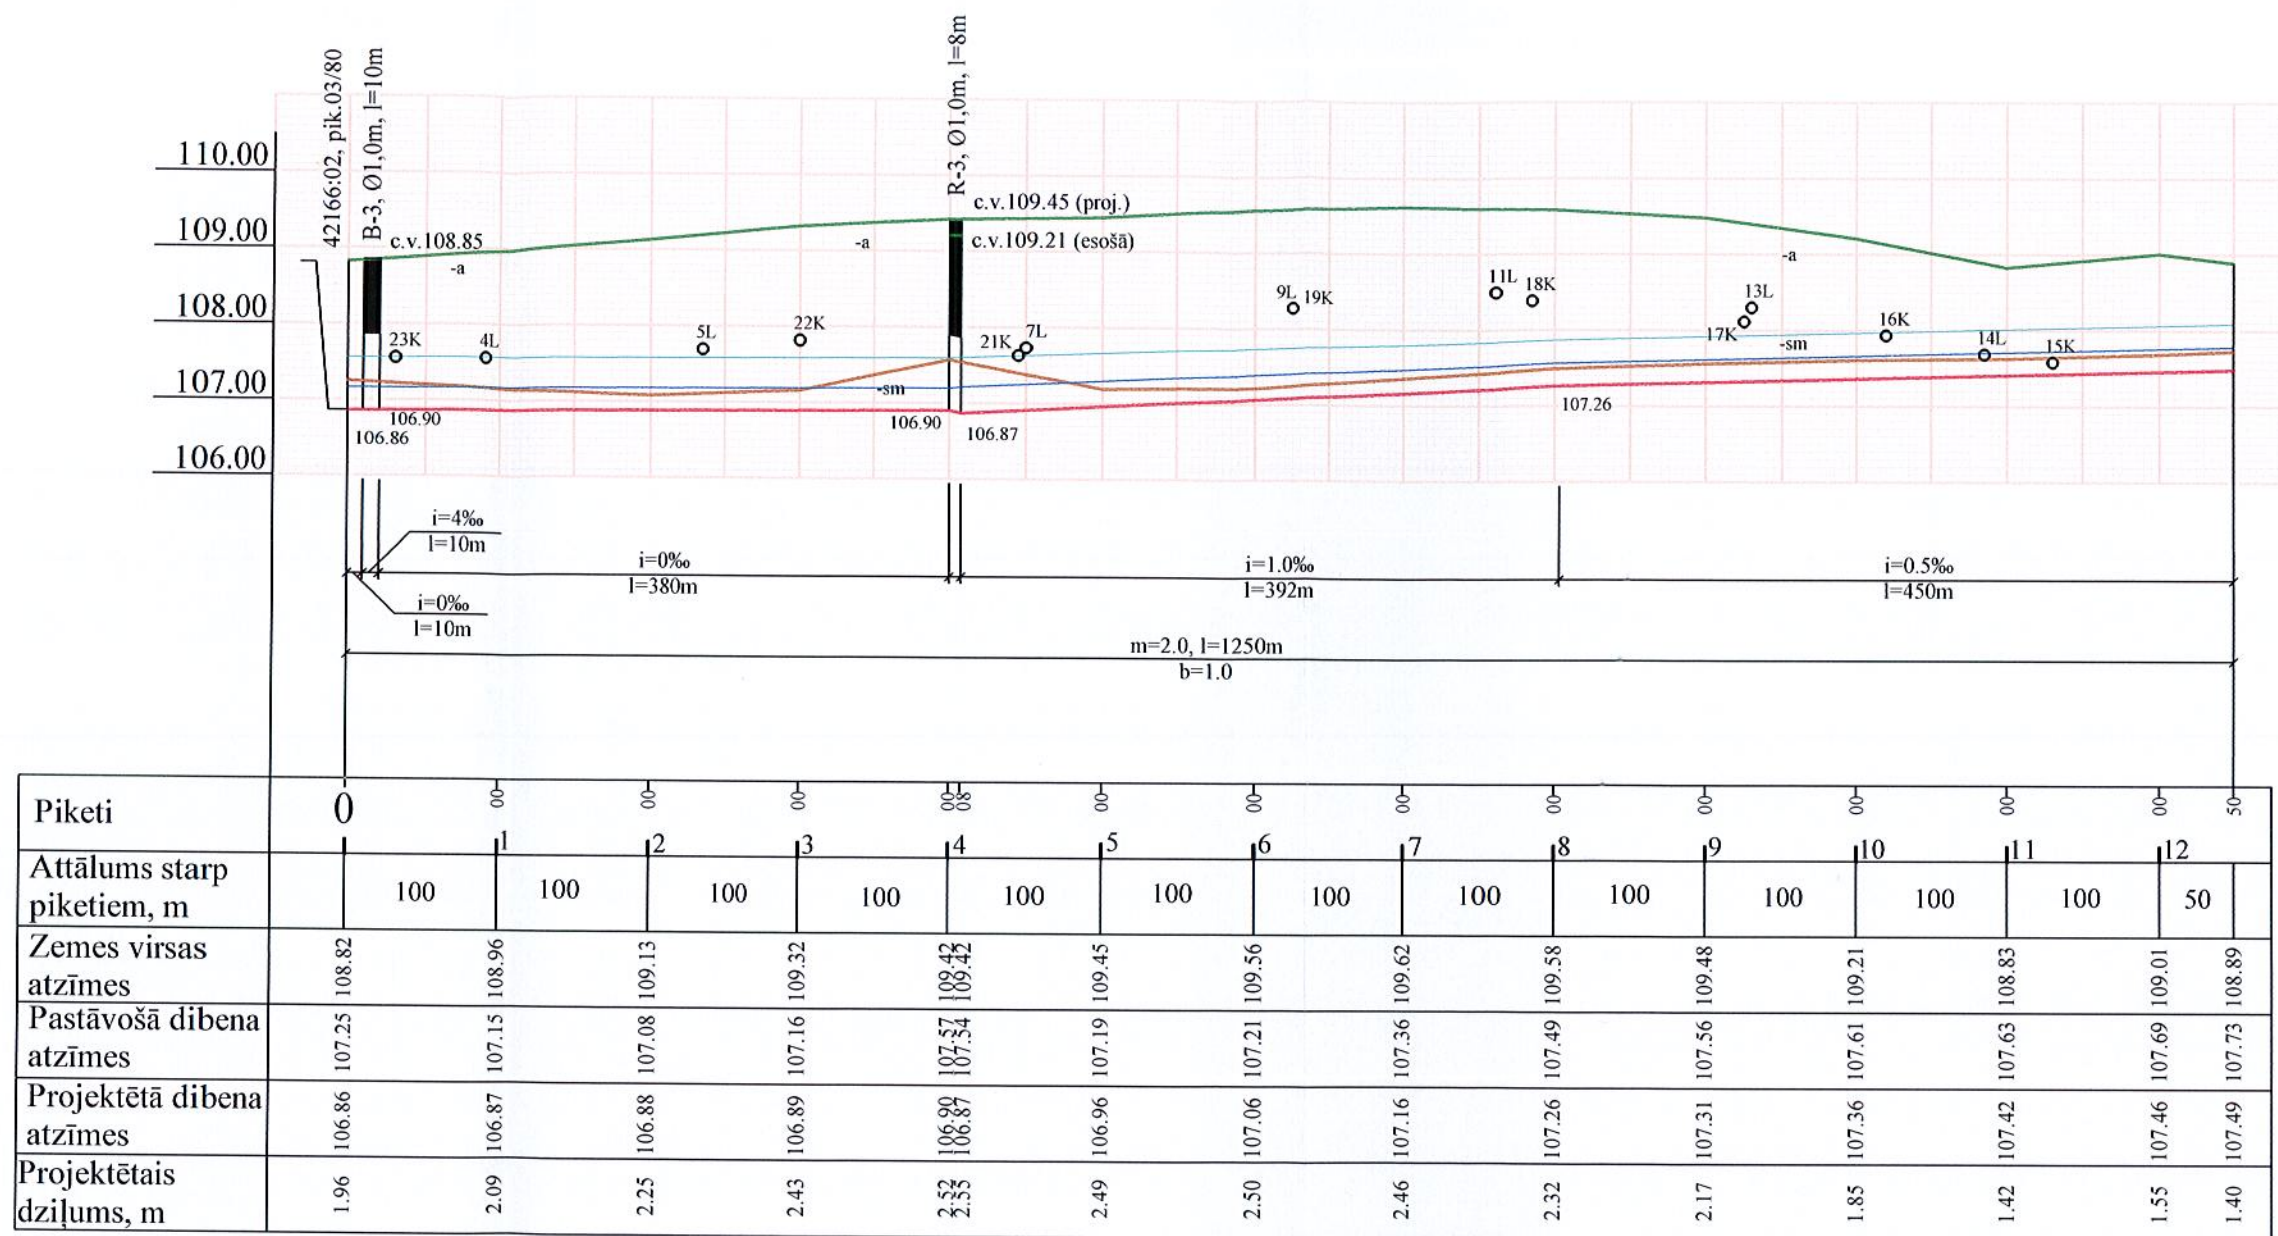 42166:02, pik.03/80
B-3, Ø1,0m, l=10m
R-3, Ø1,0m, l=8m
110.00
109.00
108.00
107.00
106.00
c.v.108.85
-a
-a
c.v.109.45 (proj.)
c.v.109.21 (esošā)
-a
23K
4L
5L
22K
21K
7L
9L
19K
11L
18K
13L
17K
16K
14L
15K
-sm
-sm
106.90
106.86
106.90
106.87
107.26
i=4‰
l=10m
i=0‰
l=10m
i=0‰
l=380m
i=1.0‰
l=392m
i=0.5‰
l=450m
m=2.0, l=1250m
b=1.0
Piketi
0 00 00 00 00 08 00 00 00 00 00 00 00 00 50
1 2 3 4 5 6 7 8 9 10 11 12
Attālums starp
piketiem, m
100 100 100 100 100 100 100 100 100 100 100 100 50
Zemes virsas
atzīmes
108.82 108.96 109.13 109.32 109.42 109.42 109.45 109.56 109.62 109.58 109.48 109.21 108.83 109.01 108.89
Pastāvošā dibena
atzīmes
107.25 107.15 107.08 107.16 107.57 107.54 107.19 107.21 107.36 107.49 107.56 107.61 107.63 107.69 107.73
Projektētā dibena
atzīmes
106.86 106.87 106.88 106.89 106.90 106.87 106.96 107.06 107.16 107.26 107.31 107.36 107.42 107.46 107.49
Projektētais
dziļums, m
1.96 2.09 2.25 2.43 2.52 2.55 2.49 2.50 2.46 2.32 2.17 1.85 1.42 1.55 1.40